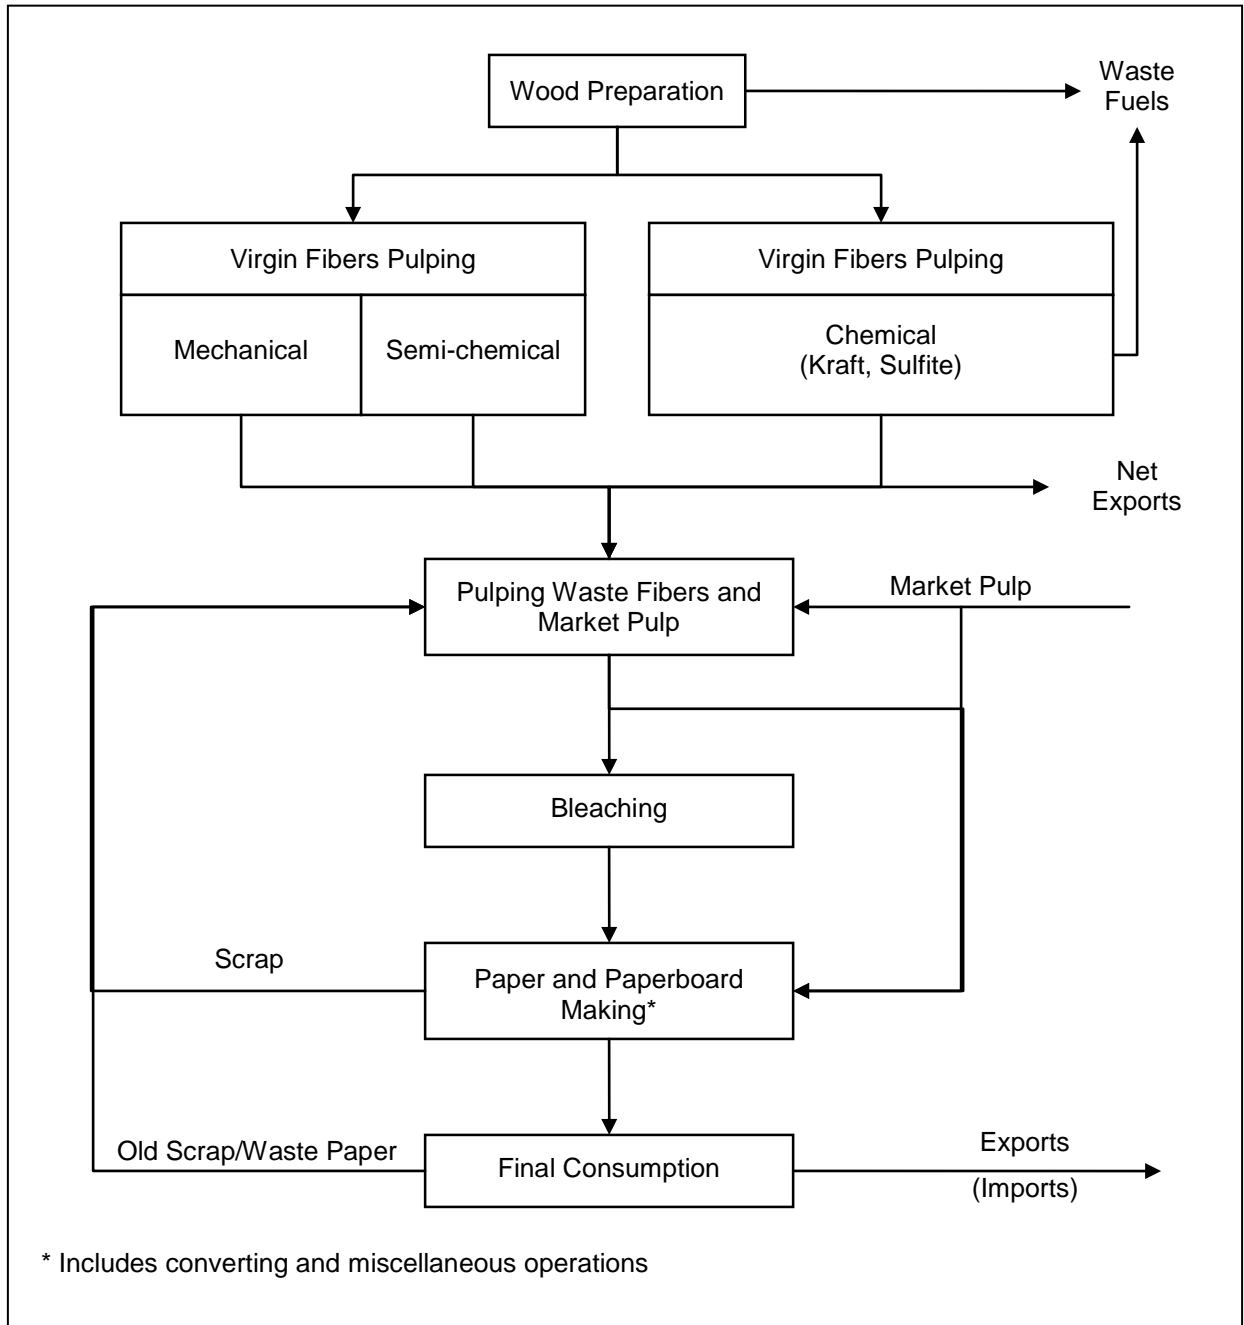 Wood Preparation
Waste
Fuels
Virgin Fibers Pulping
Mechanical
Semi-chemical
Virgin Fibers Pulping
Chemical
(Kraft, Sulfite)
Net
Exports
Pulping Waste Fibers and
Market Pulp
Market Pulp
Bleaching
Scrap
Paper and Paperboard
Making*
Old Scrap/Waste Paper
Final Consumption
Exports
(Imports)
* Includes converting and miscellaneous operations